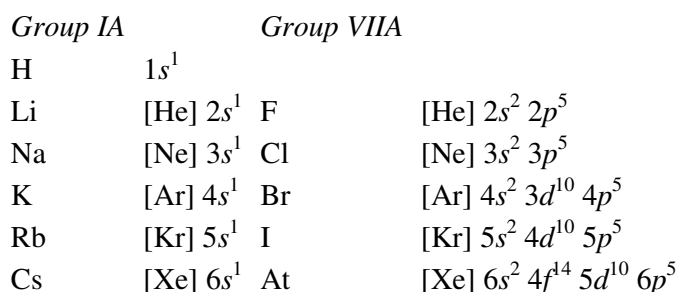 Group IA Group VIIA
H 1s¹
Li [He] 2s¹ F [He] 2s² 2p⁵
Na [Ne] 3s¹ Cl [Ne] 3s² 3p⁵
K [Ar] 4s¹ Br [Ar] 4s² 3d¹⁰ 4p⁵
Rb [Kr] 5s¹ I [Kr] 5s² 4d¹⁰ 5p⁵
Cs [Xe] 6s¹ At [Xe] 6s² 4f¹⁴ 5d¹⁰ 6p⁵